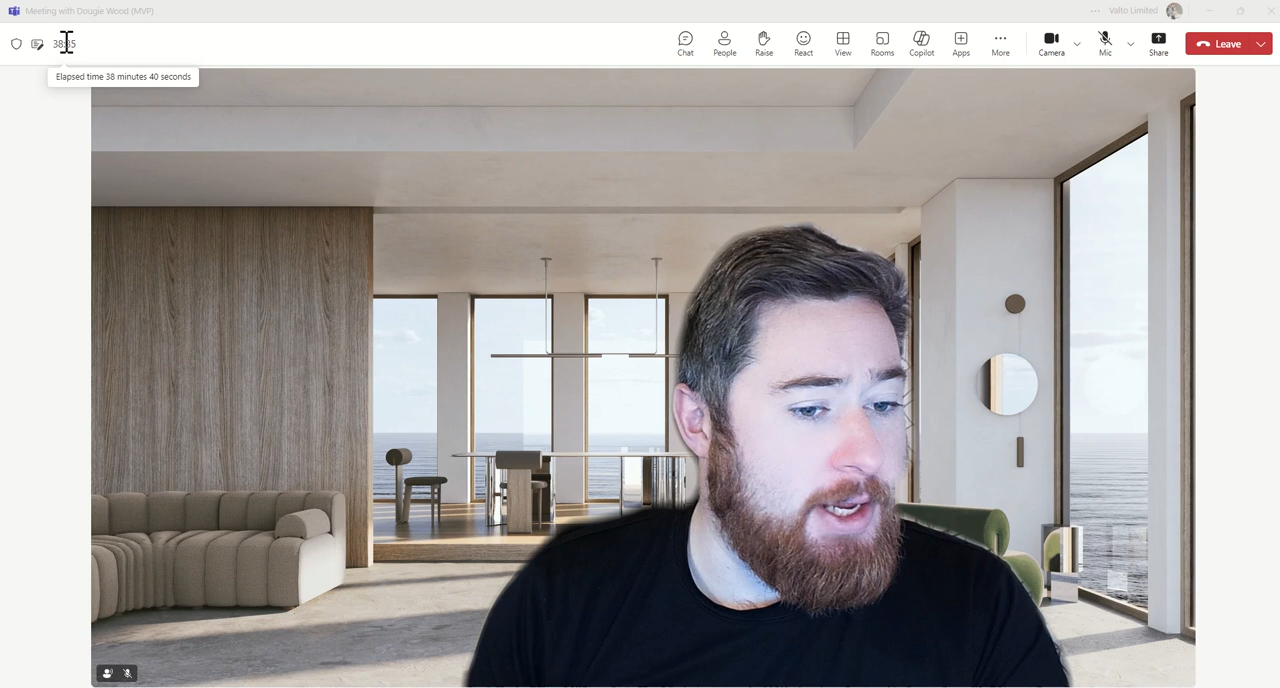 Meeting with Dougie Wood (MVP)
Valto Limited
Chat
People
Raise
React
View
Rooms
Copilot
Apps
More
Camera
Mic
Share
Leave
Elapsed time 38 minutes 40 seconds